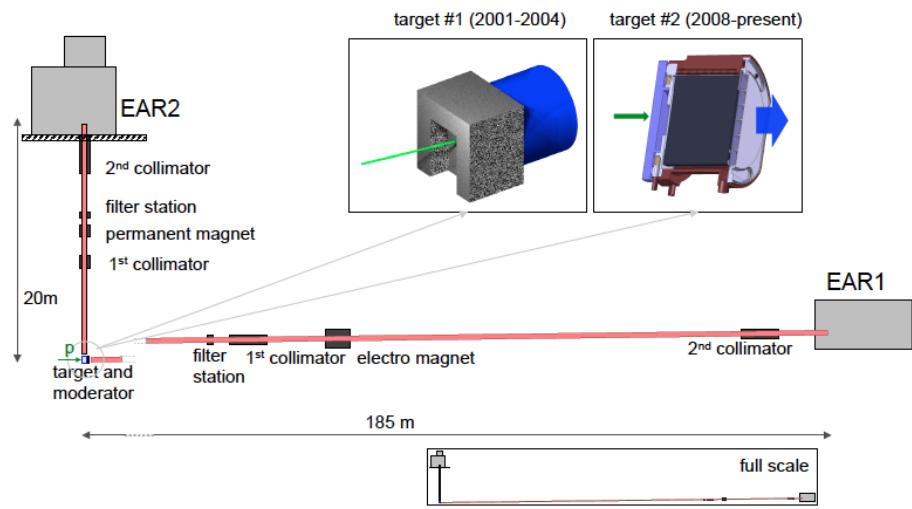 target #1 (2001-2004)
target #2 (2008-present)
EAR2
2nd collimator
filter station
permanent magnet
1st collimator
20m
EAR1
p
target and
moderator
filter
station
1st collimator
electro magnet
2nd collimator
185 m
full scale